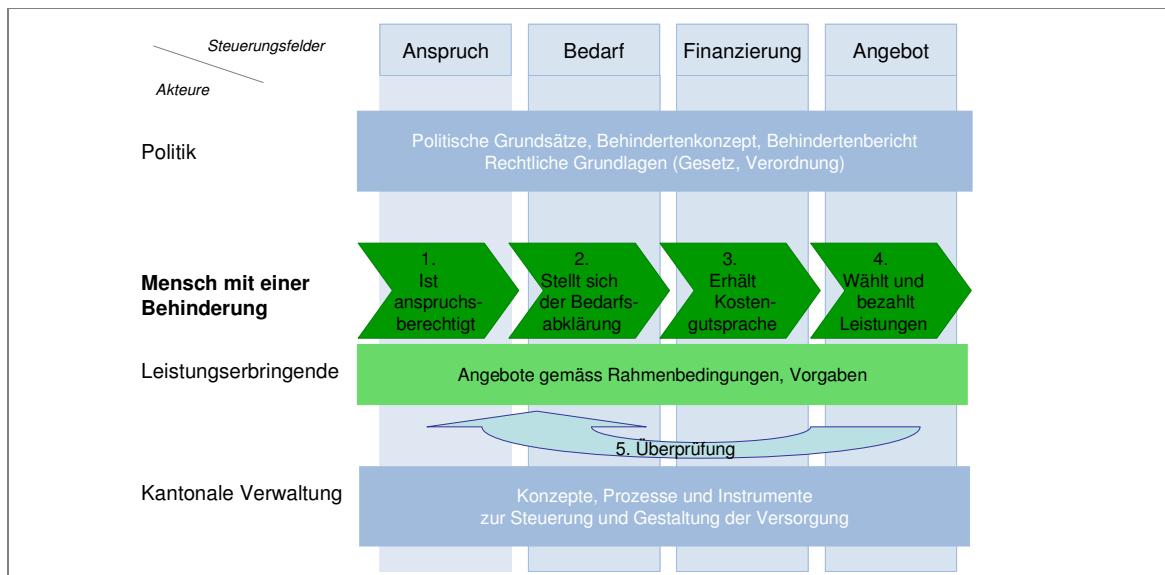 Steuerungsfelder
Akteure
Anspruch
Bedarf
Finanzierung
Angebot
Politik
Politische Grundsätze, Behindertenkonzept, Behindertenbericht
Rechtliche Grundlagen (Gesetz, Verordnung)
Mensch mit einer
Behinderung
1.
Ist
anspruchs-
berechtigt
2.
Stellt sich
der Bedarfs-
abklärung
3.
Erhält
Kosten-
gutsprache
4.
Wählt und
bezahlt
Leistungen
Leistungserbringende
Angebote gemäss Rahmenbedingungen, Vorgaben
5. Überprüfung
Kantonale Verwaltung
Konzepte, Prozesse und Instrumente
zur Steuerung und Gestaltung der Versorgung